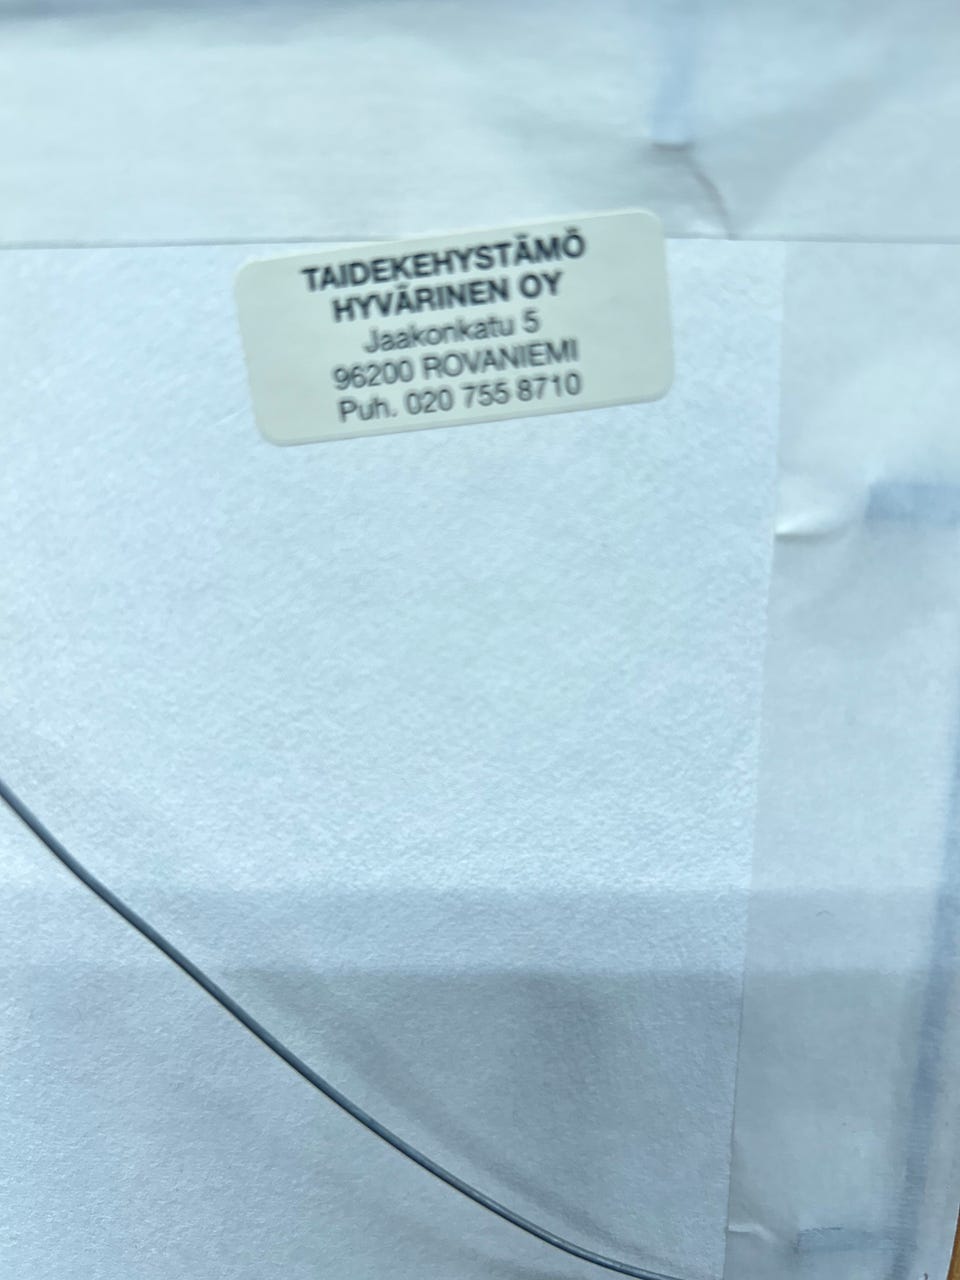 TAIDEKEHYSTÄMÖ
HYVÄRINEN OY
Jaakonkatu 5
96200 ROVANIEMI
Puh. 020 755 8710